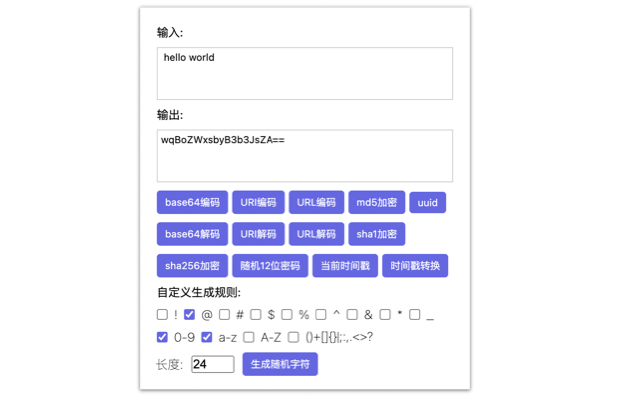 输入:
hello world
输出:
wqBoZWxsbyB3b3JsZA==
base64编码 URI编码 URL编码 md5加密 uuid
base64解码 URI解码 URL解码 sha1加密
sha256加密 随机12位密码 当前时间戳 时间戳转换
自定义生成规则:
! @ # $ % ^ & * _
0-9 a-z A-Z ()+[]{}|;:,.<>?
长度: 24 生成随机字符